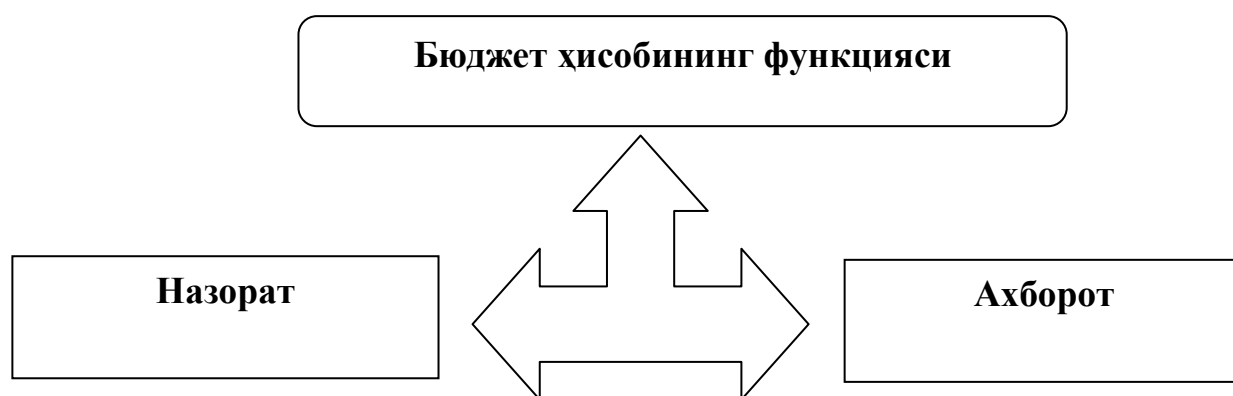 Бюджет ҳисобининг функцияси
Назорат
Ахборот